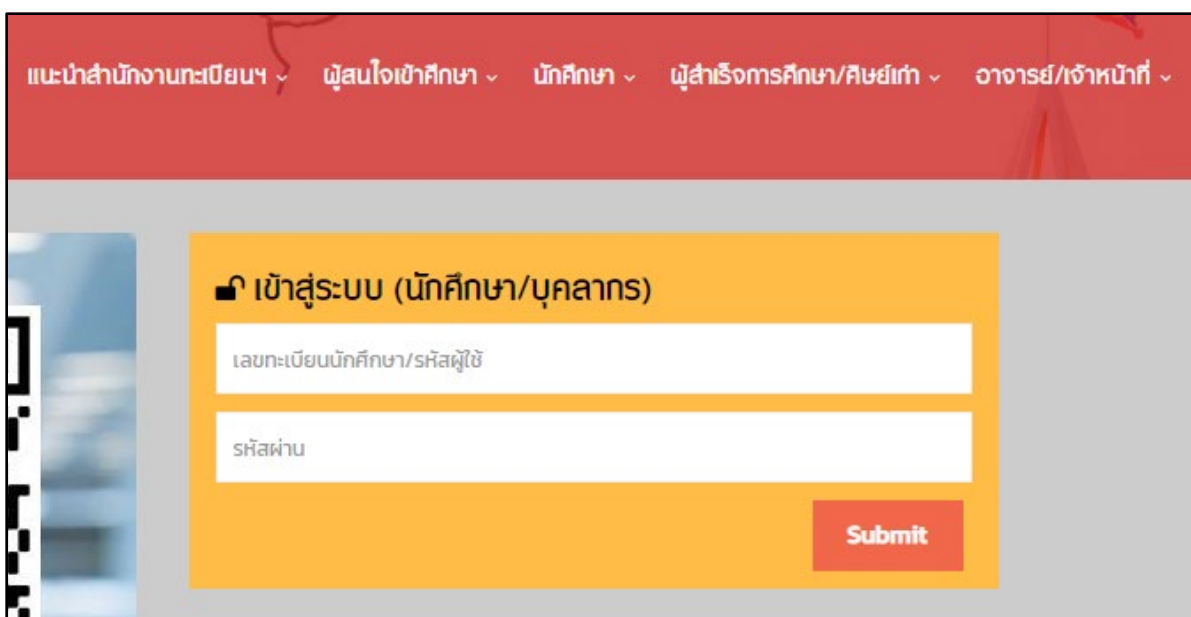 แนะนำสำนักงานทะเบียนฯ ผู้สนใจเข้าศึกษา นักศึกษา ผู้สำเร็จการศึกษา/ศิษย์เก่า อาจารย์/เจ้าหน้าที่
เข้าสู่ระบบ (นักศึกษา/บุคลากร)
เลขทะเบียนนักศึกษา/รหัสผู้ใช้
รหัสผ่าน
Submit